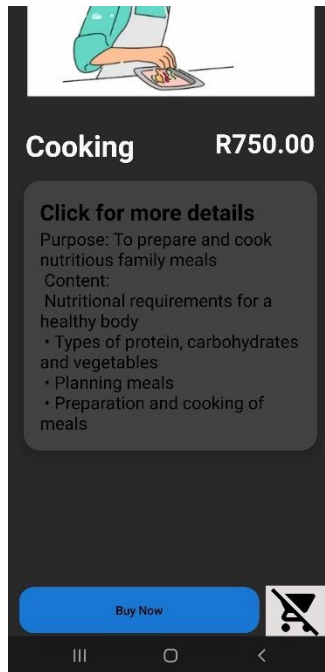 Cooking R750.00
Click for more details
Purpose: To prepare and cook
nutritious family meals
Content:
Nutritional requirements for a
healthy body
• Types of protein, carbohydrates
and vegetables
• Planning meals
• Preparation and cooking of
meals
Buy Now